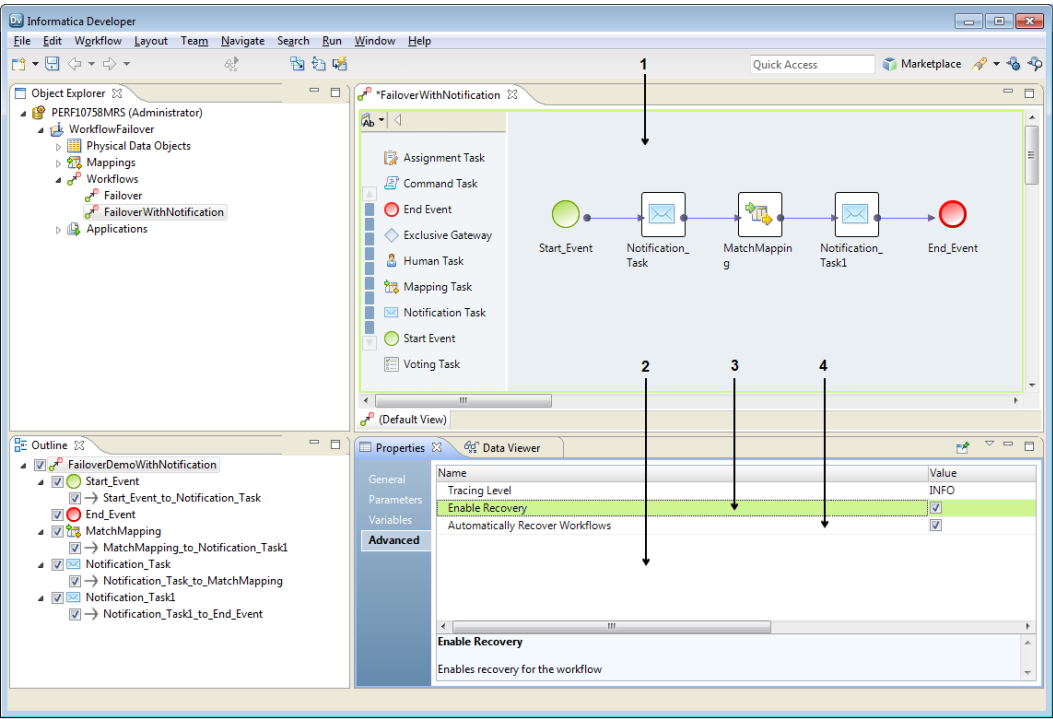 Informatica Developer
File Edit Workflow Layout Team Navigate Search Run Window Help
Quick Access
Marketplace
1
Object Explorer
PERF10758MRS (Administrator)
WorkflowFailover
Physical Data Objects
Mappings
Workflows
Failover
FailoverWithNotification
Applications
*FailoverWithNotification
Ab
Assignment Task
Command Task
End Event
Exclusive Gateway
Human Task
Mapping Task
Notification Task
Start Event
Voting Task
Start_Event
Notification_
Task
MatchMappin
g
Notification_
Task1
End_Event
2 3 4
(Default View)
Outline
FailoverDemoWithNotification
Start_Event
Start_Event_to_Notification_Task
End_Event
MatchMapping
MatchMapping_to_Notification_Task1
Notification_Task
Notification_Task_to_MatchMapping
Notification_Task1
Notification_Task1_to_End_Event
Properties Data Viewer
General
Parameters
Variables
Advanced
Name Value
Tracing Level INFO
Enable Recovery
Automatically Recover Workflows
Enable Recovery
Enables recovery for the workflow